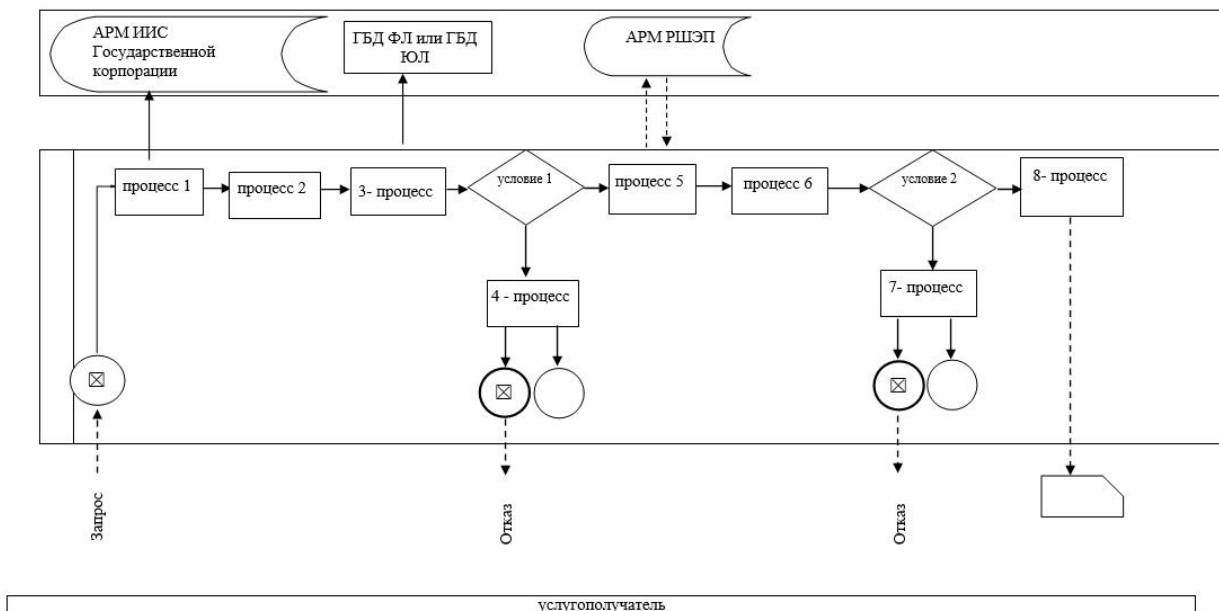 АРМ ИИС
Государственной
корпорации
ГБД ФЛ или ГБД
ЮЛ
АРМ РШЭП
процесс 1
процесс 2
3- процесс
условие 1
процесс 5
процесс 6
условие 2
8- процесс
4 - процесс
7- процесс
Запрос
Отказ
Отказ
услугополучатель